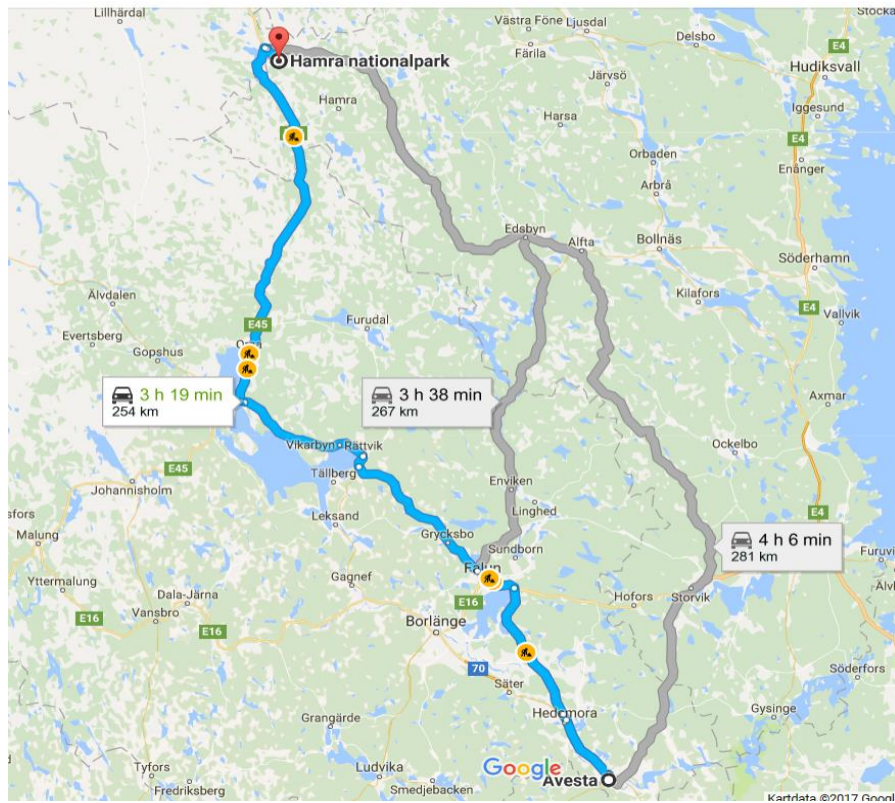 Lillhärdal
Västra Föne
Ljusdal
Stocka
Färila
Delsbo
E4
Hamra nationalpark
Hudiksvall
Järvsö
Hamra
Iggesund
Harsa
Orbaden
E4
Enånger
Arbrå
Edsbyn
Alfta
Bollnäs
Söderhamn
Älvdalen
Kilafors
E4
Vallvik
E45
Furudal
Evertsberg
Gopshus
3 h 19 min
254 km
3 h 38 min
267 km
Axmar
Vikarbyn
Rättvik
Ockelbo
E45
Tällberg
Johannisholm
Enviken
Linghed
E4
Leksand
Malung
Grycksbo
4 h 6 min
281 km
Sundborn
Yttermalung
Gagnef
Falun
Dala-Järna
Hofors
Storvik
Vansbro
E16
E16
E16
Borlänge
70
Säter
Söderfors
Hedemora
Gysinge
Grangärde
Google
Avesta
Tyfors
Ludvika
Fredriksberg
Smedjebacken
Kartdata ©2017 Google